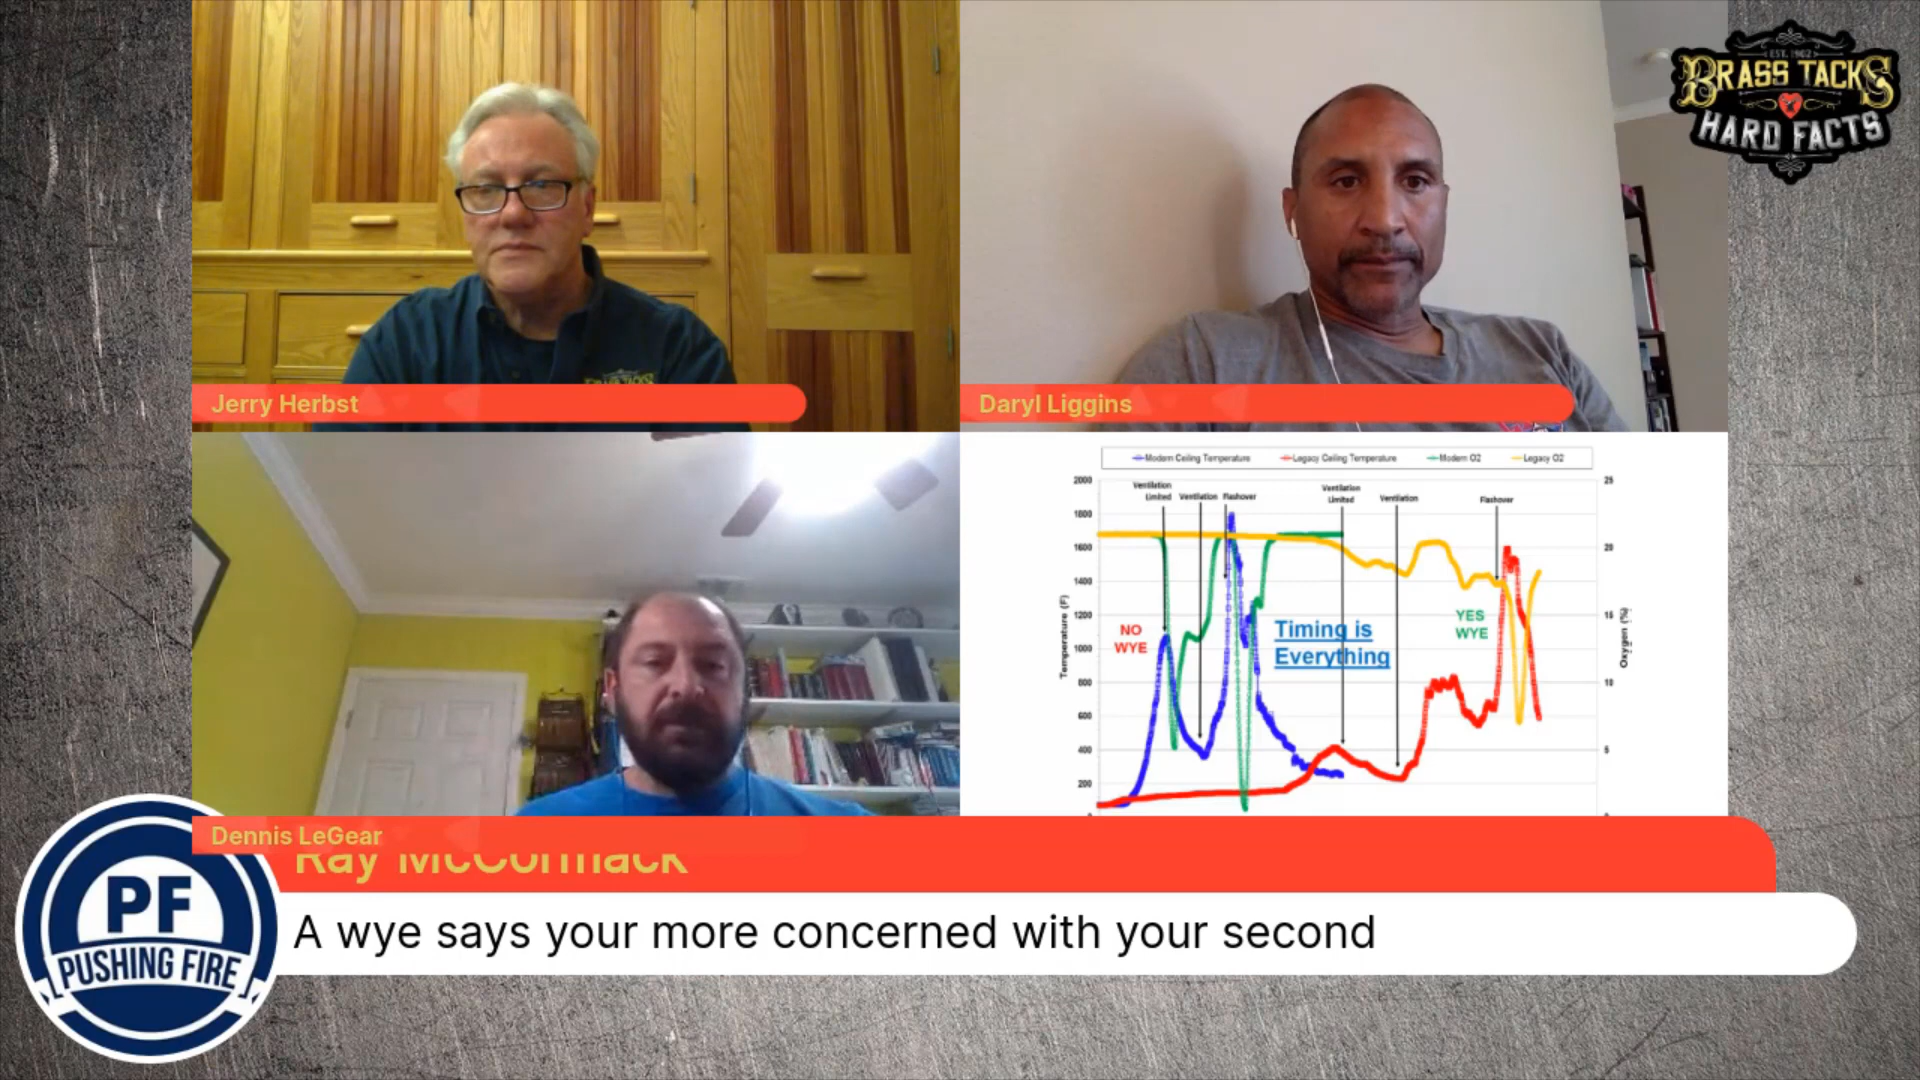 EST. 1902
BRASS TACKS
HARD FACTS
Jerry Herbst
Daryl Liggins
Modern Ceiling Temperature
Legacy Ceiling Temperature
Modern O2
Legacy O2
Ventilation
Limited
Ventilation
Flashover
Ventilation
Limited
Ventilation
Flashover
2000
1800
1600
1400
1200
1000
800
600
400
200
25
20
15
10
5
Temperature (F)
Oxygen (%)
NO
WYE
Timing is
Everything
YES
WYE
Dennis LeGear
Ray McCormack
A wye says your more concerned with your second
PF
PUSHING FIRE